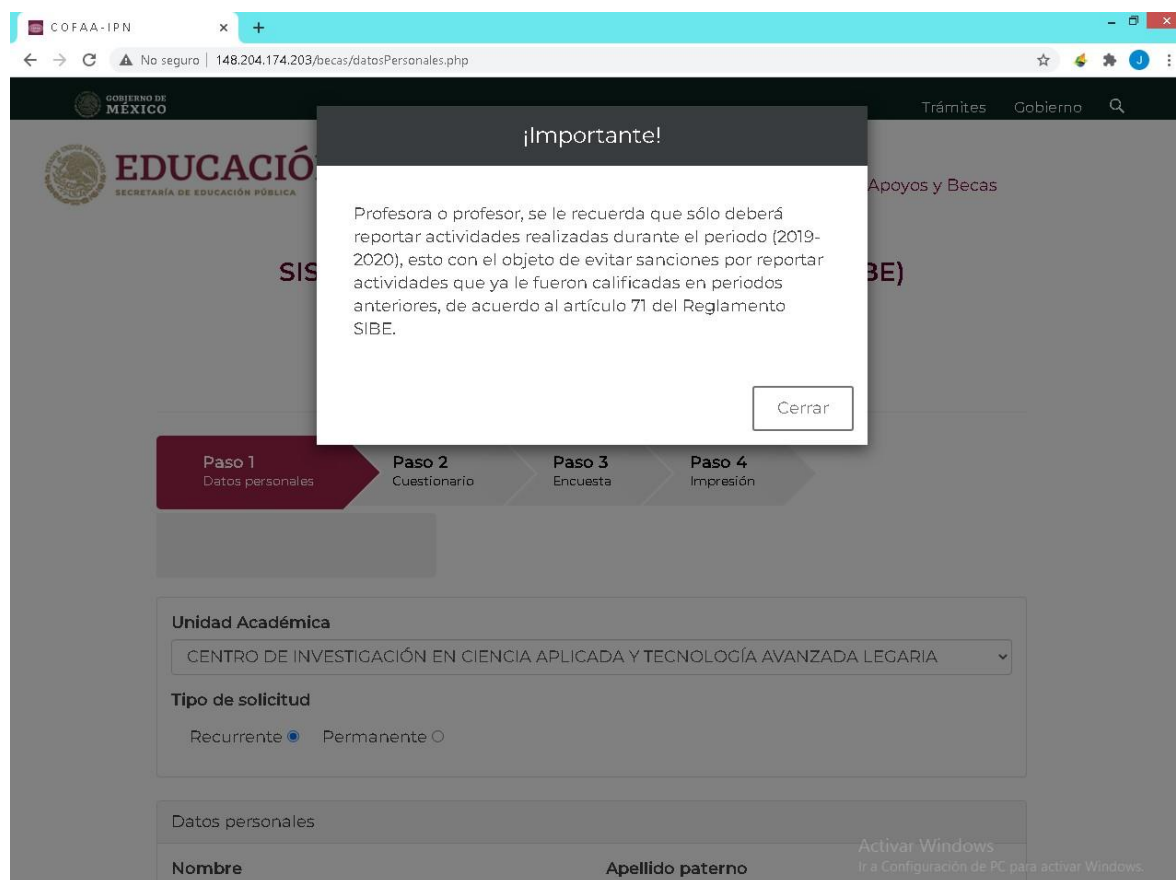 COFAA-IPN
No seguro | 148.204.174.203/becas/datosPersonales.php
J
GOBIERNO DE
MÉXICO
Trámites Gobierno
¡Importante!
EDUCACIÓ
SECRETARÍA DE EDUCACIÓN PÚBLICA
Apoyos y Becas
Profesora o profesor, se le recuerda que sólo deberá
reportar actividades realizadas durante el periodo (2019-
2020), esto con el objeto de evitar sanciones por reportar
actividades que ya le fueron calificadas en periodos
anteriores, de acuerdo al artículo 71 del Reglamento
SIBE.
SIS
BE)
Cerrar
Paso 1
Datos personales
Paso 2
Cuestionario
Paso 3
Encuesta
Paso 4
Impresión
Unidad Académica
CENTRO DE INVESTIGACIÓN EN CIENCIA APLICADA Y TECNOLOGÍA AVANZADA LEGARIA
Tipo de solicitud
Recurrente Permanente
Datos personales
Nombre
Apellido paterno
Activar Windows
Ir a Configuración de PC para activar Windows.